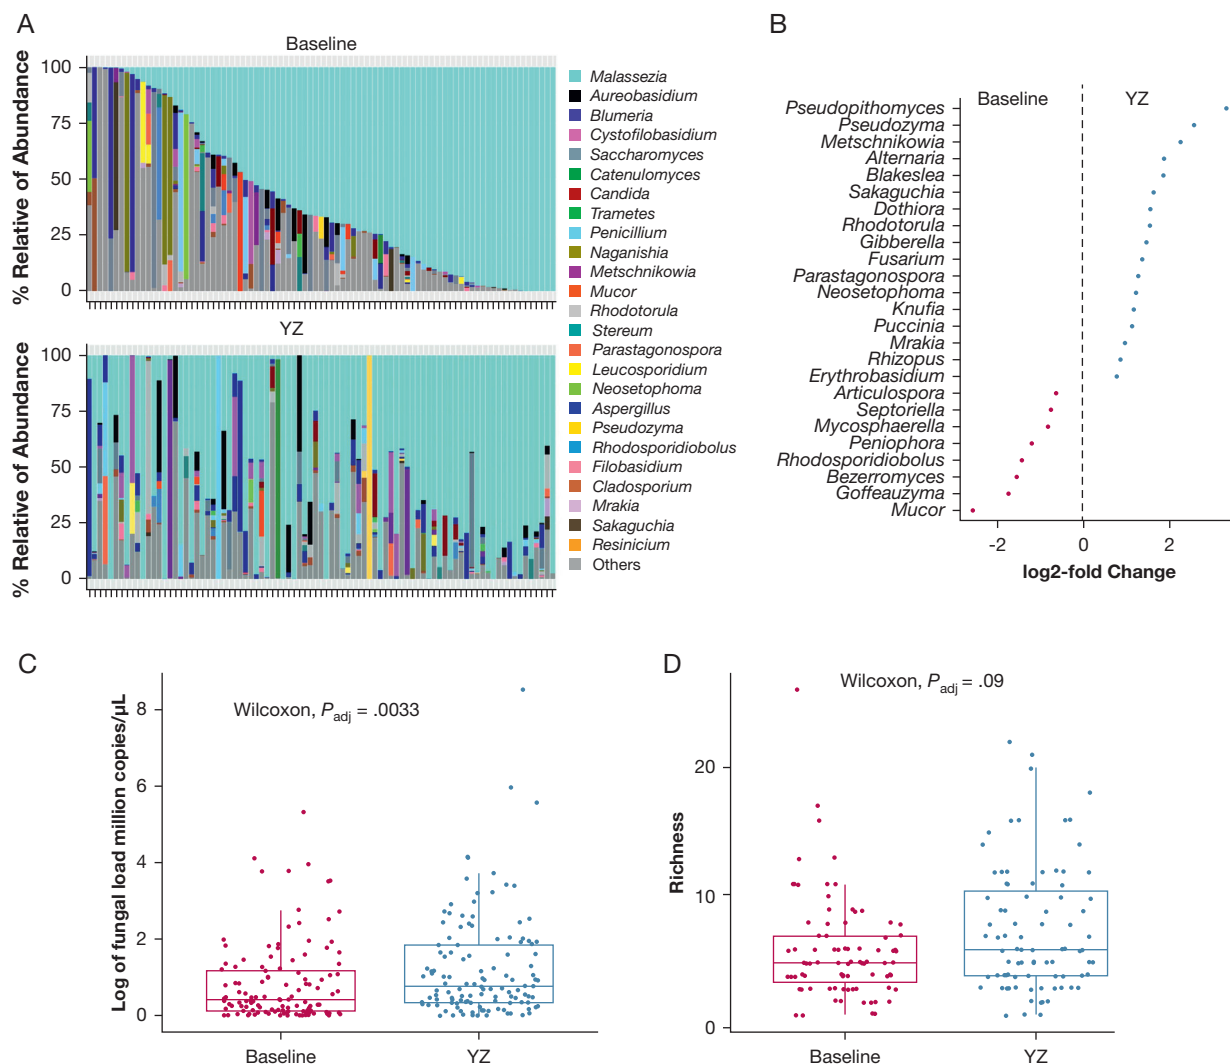 A
Baseline
% Relative of Abundance
100
75
50
25
0
YZ
% Relative of Abundance
100
75
50
25
0
Malassezia
Aureobasidium
Blumeria
Cystofilobasidium
Saccharomyces
Catenulomyces
Candida
Trametes
Penicillium
Naganishia
Metschnikowia
Mucor
Rhodotorula
Stereum
Parastagonospora
Leucosporidium
Neosetophoma
Aspergillus
Pseudozyma
Rhodosporidiobolus
Filobasidium
Cladosporium
Mrakia
Sakaguchia
Resinicium
Others
B
Baseline
YZ
Pseudopithomyces
Pseudozyma
Metschnikowia
Alternaria
Blakeslea
Sakaguchia
Dothiora
Rhodotorula
Gibberella
Fusarium
Parastagonospora
Neosetophoma
Knufia
Puccinia
Mrakia
Rhizopus
Erythrobasidium
Articulospora
Septoriella
Mycosphaerella
Peniophora
Rhodosporidiobolus
Bezerromyces
Goffeauzyma
Mucor
-2 0 2
log2-fold Change
C
Wilcoxon, Padj = .0033
Log of fungal load million copies/µL
8
6
4
2
0
Baseline YZ
D
Wilcoxon, Padj = .09
Richness
20
10
0
Baseline YZ